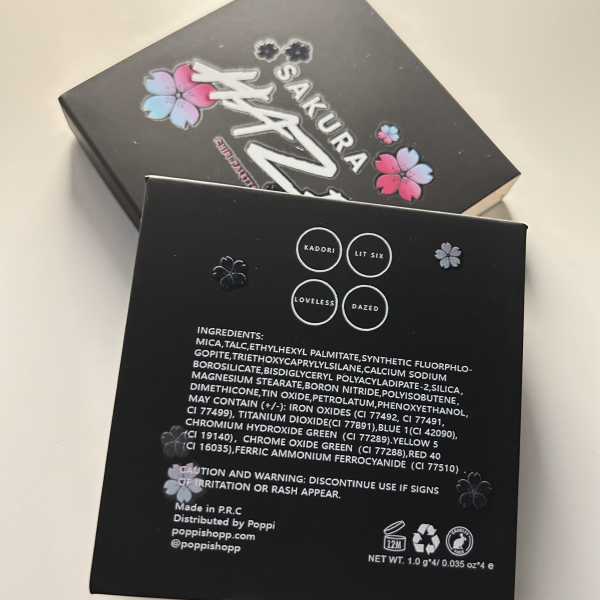 SAKURA
HAZE
KADORI
LIT SIX
LOVELESS
DAZED
INGREDIENTS:
MICA,TALC,ETHYLHEXYL PALMITATE,SYNTHETIC FLUORPHLO-
GOPITE,TRIETHOXYCAPRYLYLSILANE,CALCIUM SODIUM
BOROSILICATE,BISDIGLYCERYL POLYACYLADIPATE-2,SILICA,
MAGNESIUM STEARATE,BORON NITRIDE,POLYISOBUTENE,
DIMETHICONE,TIN OXIDE,PETROLATUM,PHENOXYETHANOL,
MAY CONTAIN (+/-): IRON OXIDES (CI 77492, CI 77491,
CI 77499), TITANIUM DIOXIDE(CI 77891),BLUE 1(CI 42090),
CHROMIUM HYDROXIDE GREEN (CI 77289).YELLOW 5
(CI 19140), CHROME OXIDE GREEN (CI 77288),RED 40
(CI 16035),FERRIC AMMONIUM FERROCYANIDE (CI 77510)
CAUTION AND WARNING: DISCONTINUE USE IF SIGNS
OF IRRITATION OR RASH APPEAR.
Made in P.R.C
Distributed by Poppi
poppishopp.com
@poppishopp
12M
NET WT. 1.0 g*4/ 0.035 oz*4 e